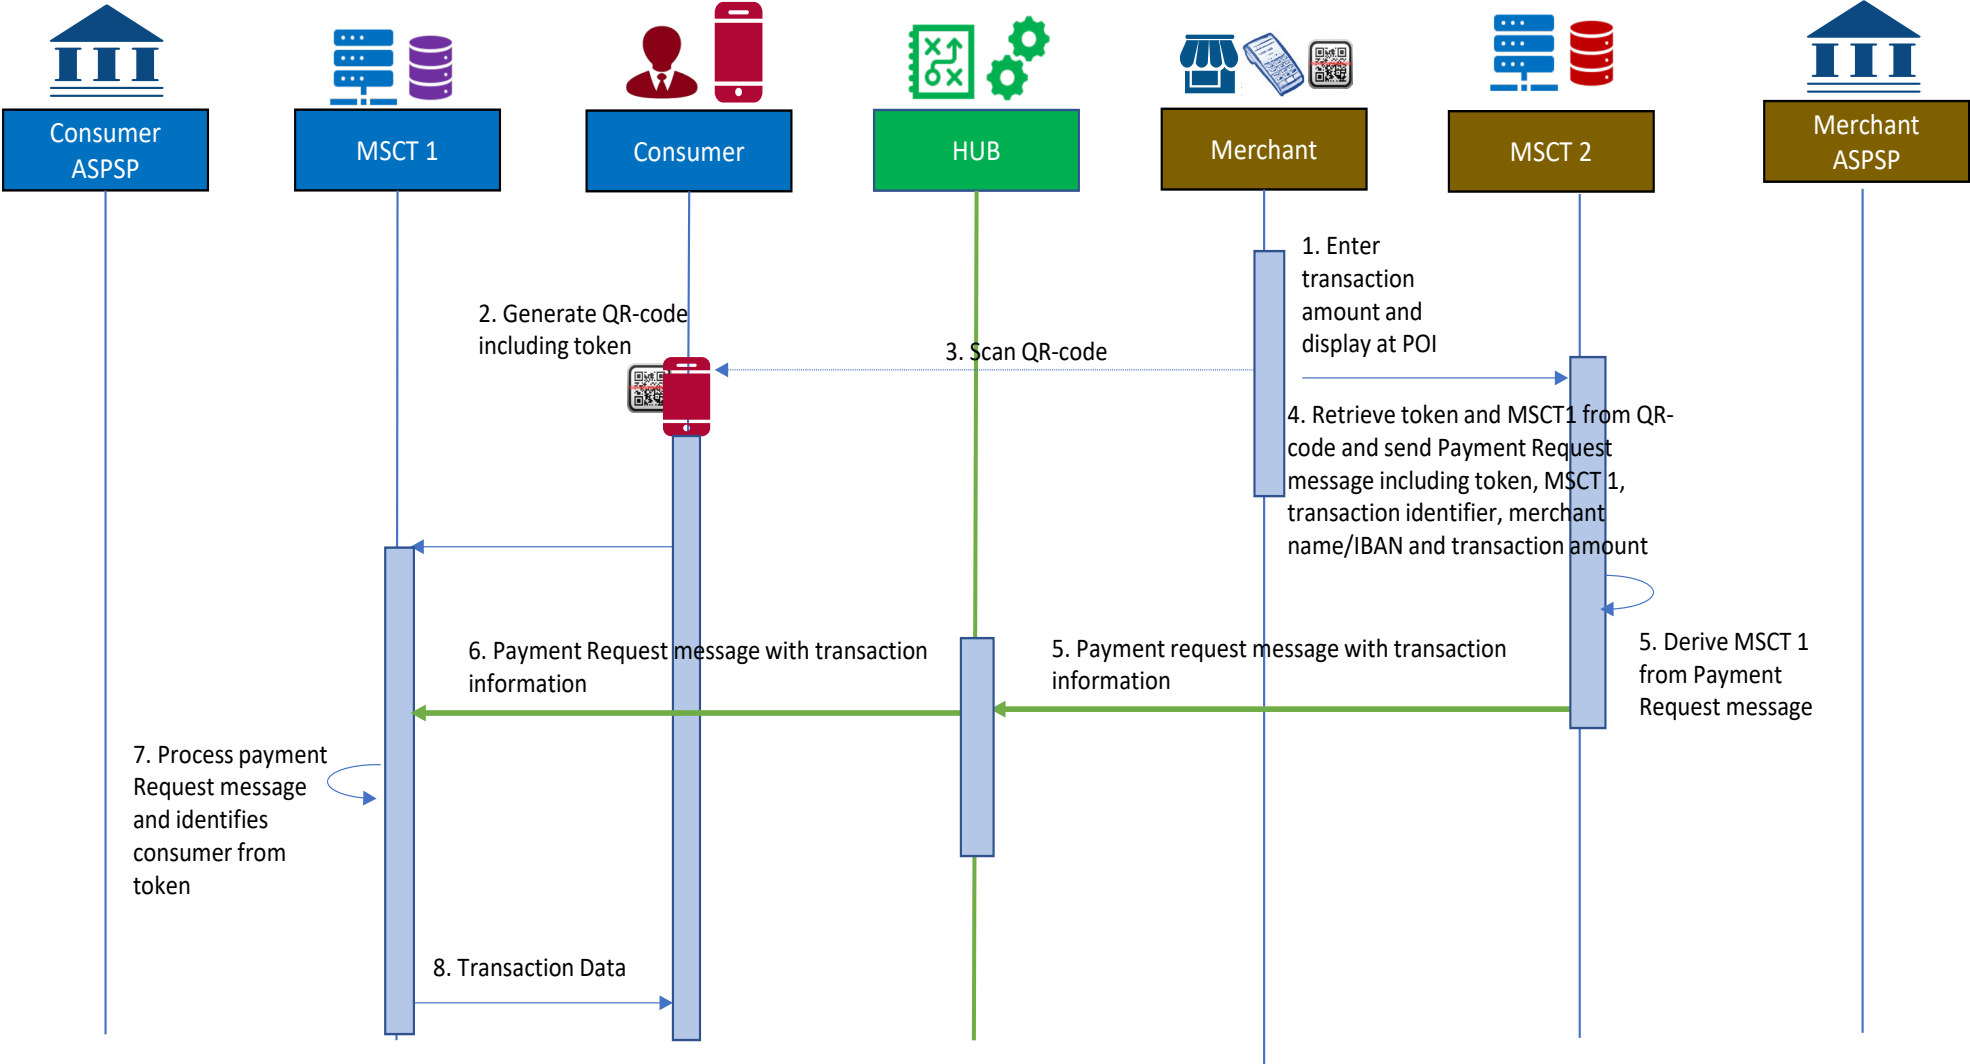 Consumer
ASPSP
MSCT 1
Consumer
HUB
Merchant
MSCT 2
Merchant
ASPSP
1. Enter
transaction
amount and
display at POI
2. Generate QR-code
including token
3. Scan QR-code
4. Retrieve token and MSCT1 from QR-
code and send Payment Request
message including token, MSCT 1,
transaction identifier, merchant
name/IBAN and transaction amount
5. Derive MSCT 1
from Payment
Request message
5. Payment request message with transaction
information
6. Payment Request message with transaction
information
7. Process payment
Request message
and identifies
consumer from
token
8. Transaction Data